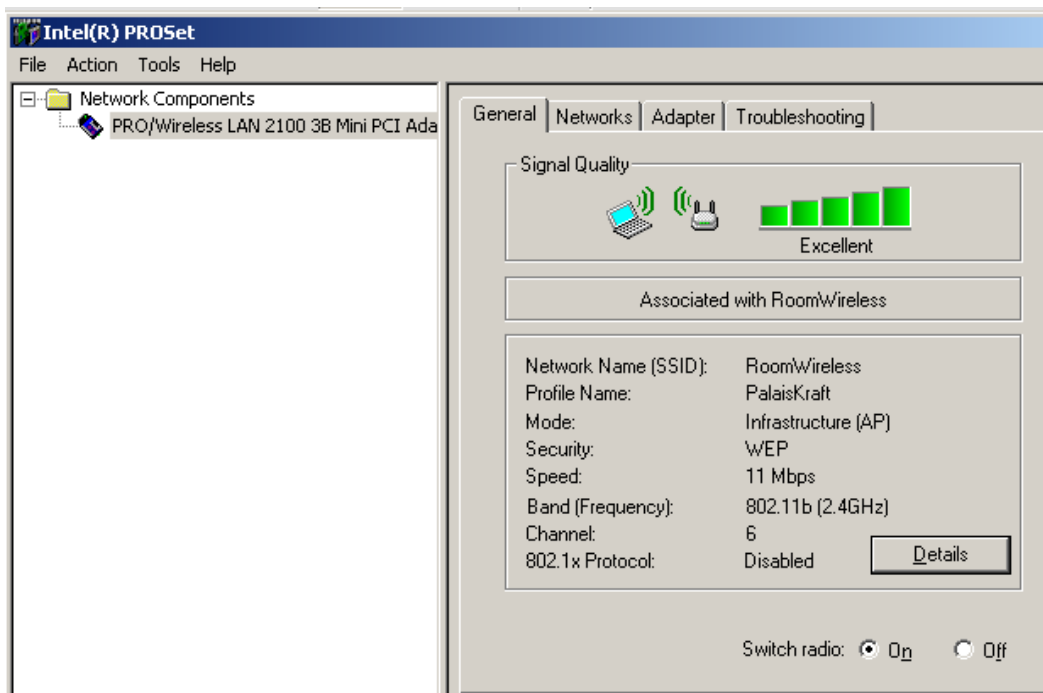 Intel(R) PROSet
File Action Tools Help
Network Components
PRO/Wireless LAN 2100 3B Mini PCI Ada
General Networks Adapter Troubleshooting
Signal Quality
Excellent
Associated with RoomWireless
Network Name (SSID): RoomWireless
Profile Name: PalaisKraft
Mode: Infrastructure (AP)
Security: WEP
Speed: 11 Mbps
Band (Frequency): 802.11b (2.4GHz)
Channel: 6
802.1x Protocol: Disabled
Details
Switch radio: On Off